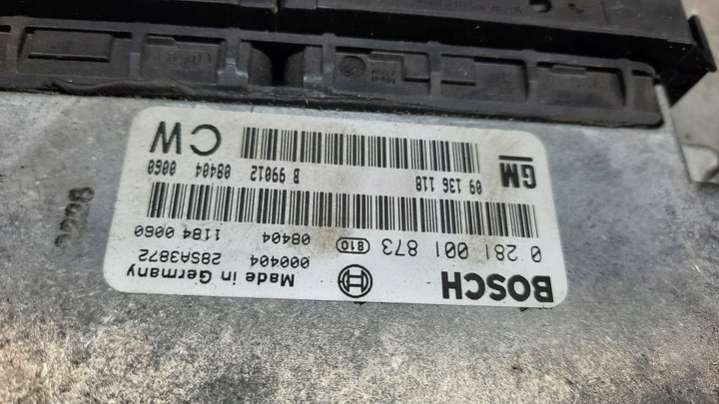 BOSCH
Made in Germany
000404
28SA3872
0 281 001 873
810
08404
1184 0060
GM
09 136 118
B 99012
08404 0060
CW